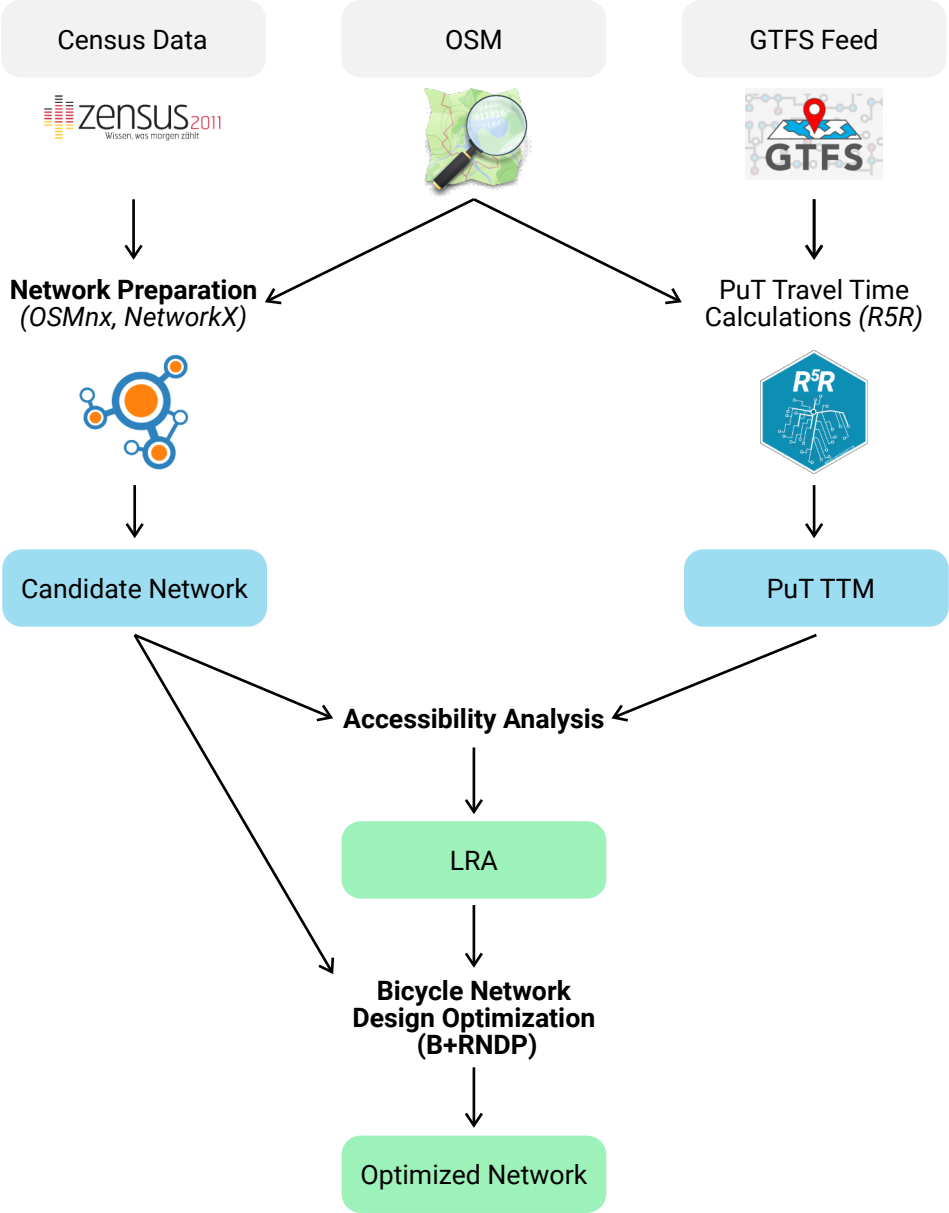 Census Data
OSM
GTFS Feed
zensus2011
Wissen, was morgen zählt
011010
GTFS
Network Preparation
(OSMnx, NetworkX)
PuT Travel Time
Calculations (R5R)
R⁵R
Candidate Network
PuT TTM
Accessibility Analysis
LRA
Bicycle Network
Design Optimization
(B+RNDP)
Optimized Network